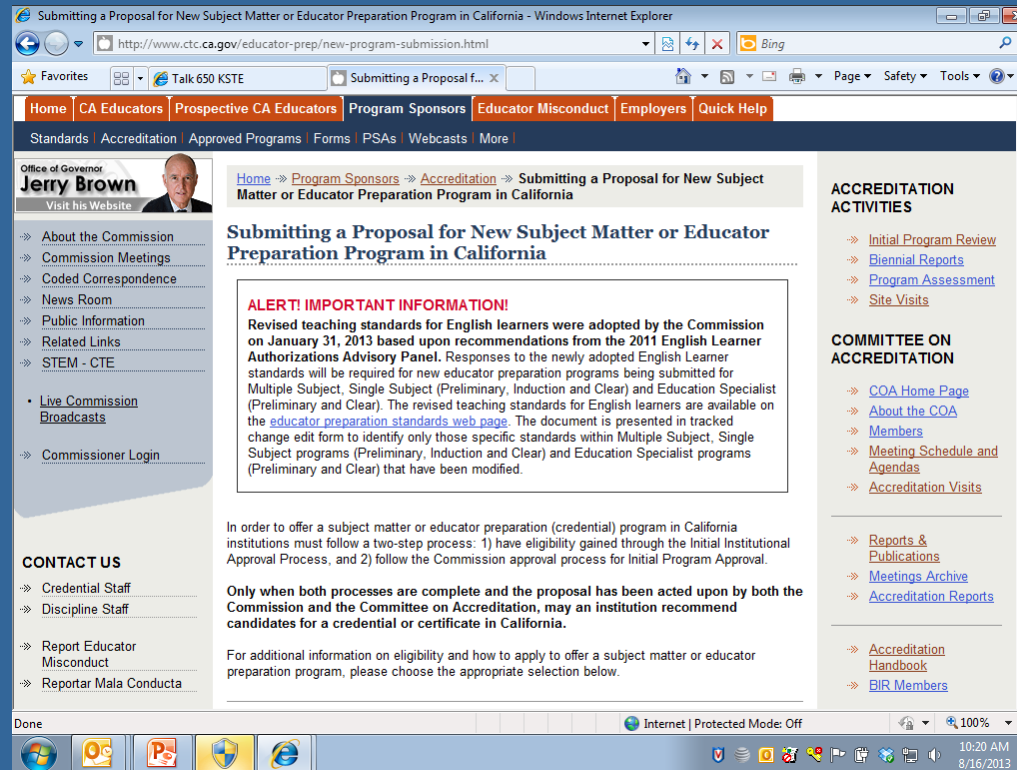 Submitting a Proposal for New Subject Matter or Educator Preparation Program in California - Windows Internet Explorer
http://www.ctc.ca.gov/educator-prep/new-program-submission.html
Bing
Favorites
Talk 650 KSTE
Submitting a Proposal f...
Page
Safety
Tools
Home
CA Educators
Prospective CA Educators
Program Sponsors
Educator Misconduct
Employers
Quick Help
Standards | Accreditation | Approved Programs | Forms | PSAs | Webcasts | More |
Office of Governor
Jerry Brown
Visit his Website
About the Commission
Commission Meetings
Coded Correspondence
News Room
Public Information
Related Links
STEM - CTE
Live Commission
Broadcasts
Commissioner Login
CONTACT US
Credential Staff
Discipline Staff
Report Educator
Misconduct
Reportar Mala Conducta
Home Program Sponsors Accreditation Submitting a Proposal for New Subject
Matter or Educator Preparation Program in California
Submitting a Proposal for New Subject Matter or Educator
Preparation Program in California
ALERT! IMPORTANT INFORMATION!
Revised teaching standards for English learners were adopted by the Commission
on January 31, 2013 based upon recommendations from the 2011 English Learner
Authorizations Advisory Panel. Responses to the newly adopted English Learner
standards will be required for new educator preparation programs being submitted for
Multiple Subject, Single Subject (Preliminary, Induction and Clear) and Education Specialist
(Preliminary and Clear). The revised teaching standards for English learners are available on
the educator preparation standards web page. The document is presented in tracked
change edit form to identify only those specific standards within Multiple Subject, Single
Subject programs (Preliminary, Induction and Clear) and Education Specialist programs
(Preliminary and Clear) that have been modified.
In order to offer a subject matter or educator preparation (credential) program in California
institutions must follow a two-step process: 1) have eligibility gained through the Initial Institutional
Approval Process, and 2) follow the Commission approval process for Initial Program Approval.
Only when both processes are complete and the proposal has been acted upon by both the
Commission and the Committee on Accreditation, may an institution recommend
candidates for a credential or certificate in California.
For additional information on eligibility and how to apply to offer a subject matter or educator
preparation program, please choose the appropriate selection below.
ACCREDITATION
ACTIVITIES
Initial Program Review
Biennial Reports
Program Assessment
Site Visits
COMMITTEE ON
ACCREDITATION
COA Home Page
About the COA
Members
Meeting Schedule and
Agendas
Accreditation Visits
Reports &
Publications
Meetings Archive
Accreditation Reports
Accreditation
Handbook
BIR Members
Done
Internet | Protected Mode: Off
100%
10:20 AM
8/16/2013